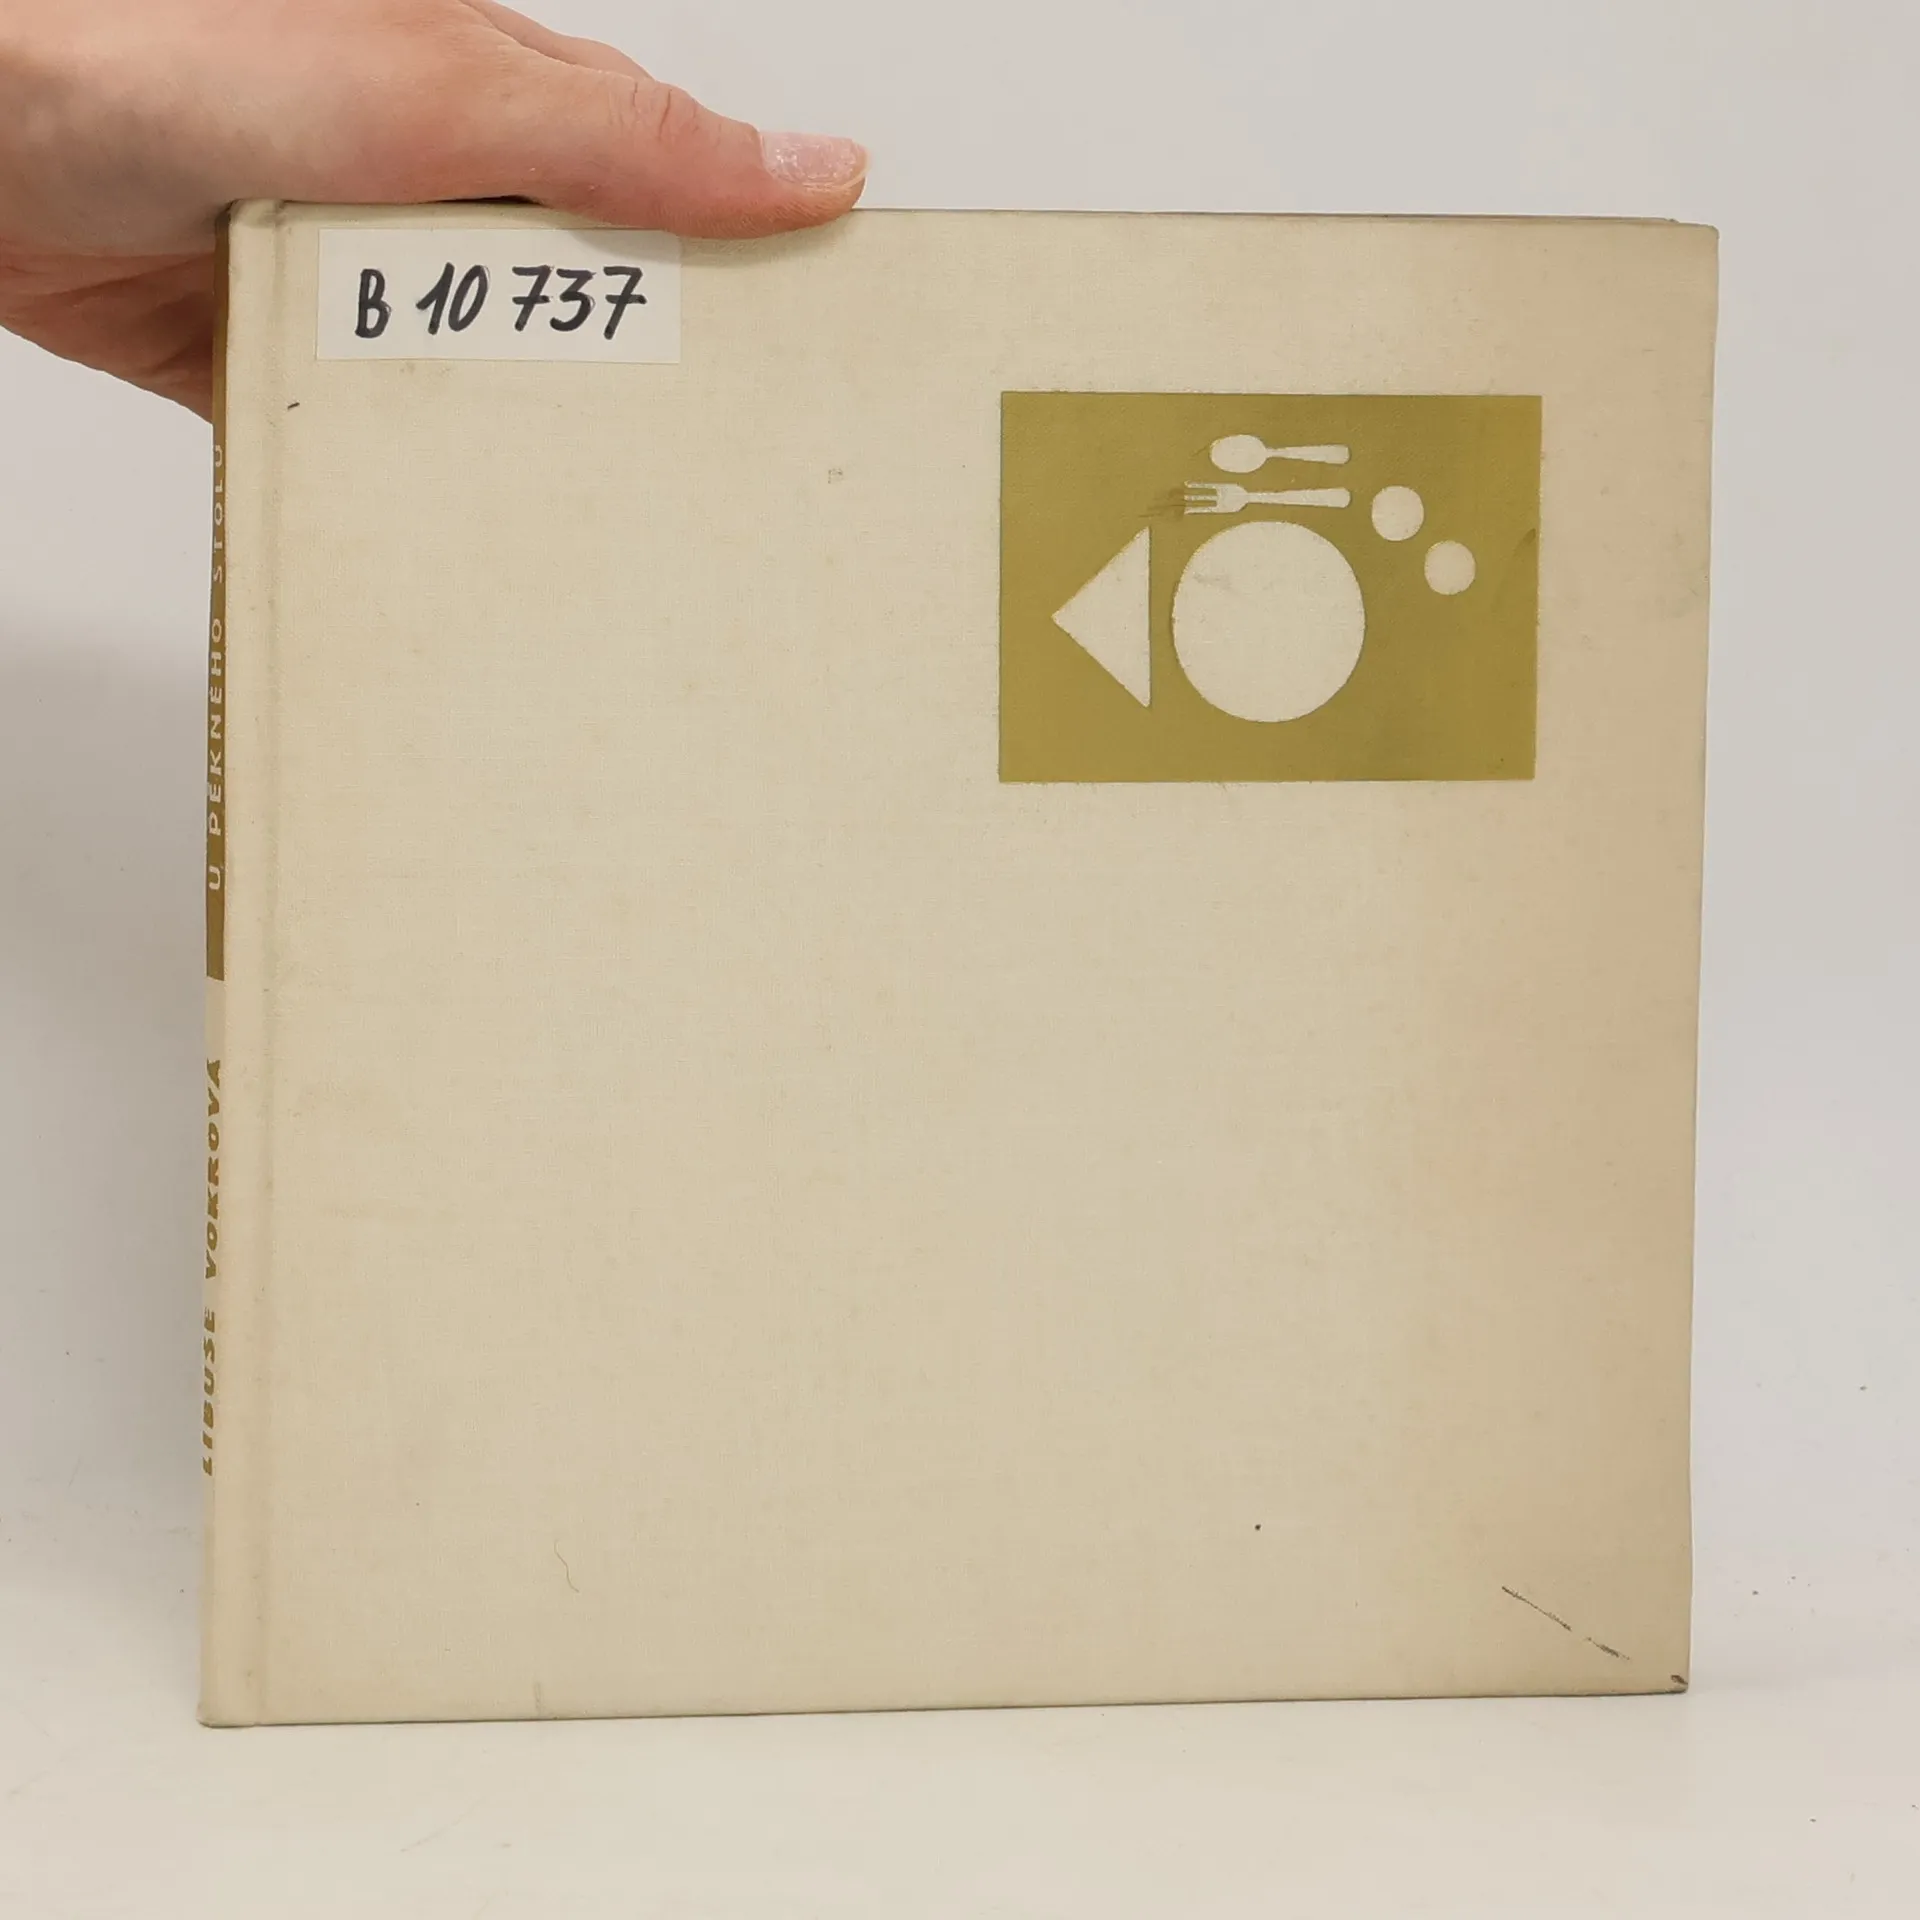 B 10 737
LIBUŠE VOKROVÁ
U PĚKNÉHO STOLU